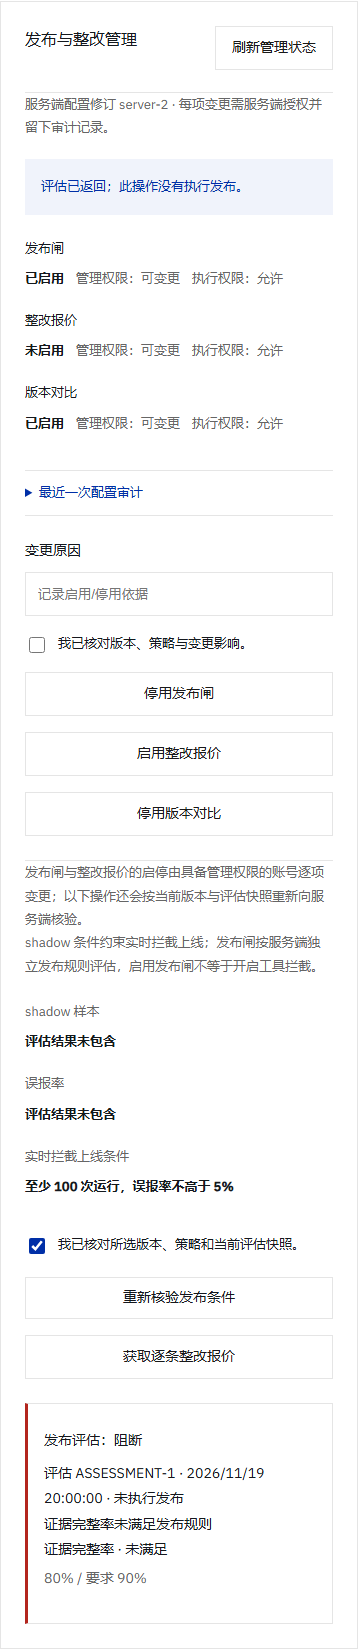 发布与整改管理
刷新管理状态
服务端配置修订 server-2 · 每项变更需服务端授权并
留下审计记录。
评估已返回；此操作没有执行发布。
发布闸
已启用 管理权限：可变更 执行权限：允许
整改报价
未启用 管理权限：可变更 执行权限：允许
版本对比
已启用 管理权限：可变更 执行权限：允许
最近一次配置审计
变更原因
记录启用/停用依据
我已核对版本、策略与变更影响。
停用发布闸
启用整改报价
停用版本对比
发布闸与整改报价的启停由具备管理权限的账号逐项
变更；以下操作还会按当前版本与评估快照重新向服
务端核验。
shadow 条件约束实时拦截上线；发布闸按服务端独
立发布规则评估，启用发布闸不等于开启工具拦截。
shadow 样本
评估结果未包含
误报率
评估结果未包含
实时拦截上线条件
至少 100 次运行，误报率不高于 5%
我已核对所选版本、策略和当前评估快照。
重新核验发布条件
获取逐条整改报价
发布评估：阻断
评估 ASSESSMENT-1 · 2026/11/19
20:00:00 · 未执行发布
证据完整率未满足发布规则
证据完整率 · 未满足
80% / 要求 90%